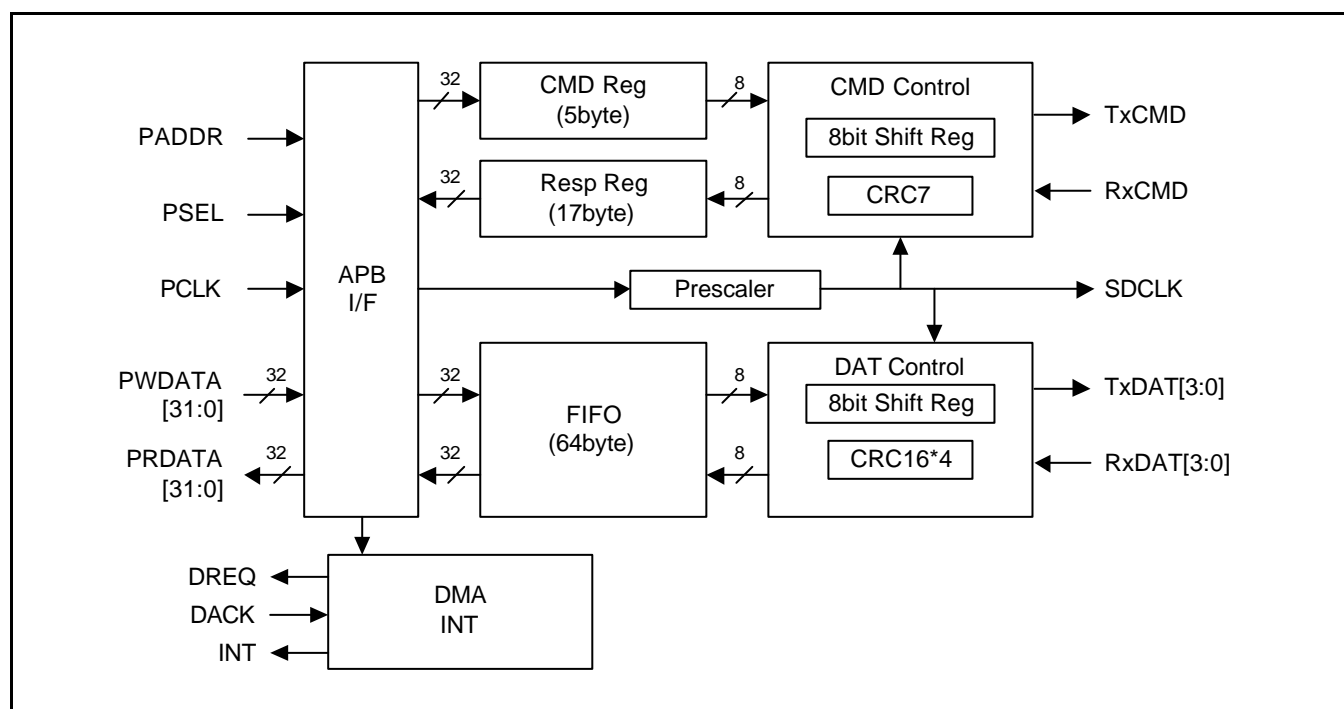 32
CMD Reg
(5byte)
8
CMD Control
8bit Shift Reg
CRC7
TxCMD
RxCMD
PADDR
PSEL
PCLK
APB
I/F
32
Resp Reg
(17byte)
8
Prescaler
SDCLK
PWDATA
[31:0]
32
PRDATA
[31:0]
32
32
32
FIFO
(64byte)
8
8
DAT Control
8bit Shift Reg
CRC16*4
TxDAT[3:0]
RxDAT[3:0]
DREQ
DACK
INT
DMA
INT